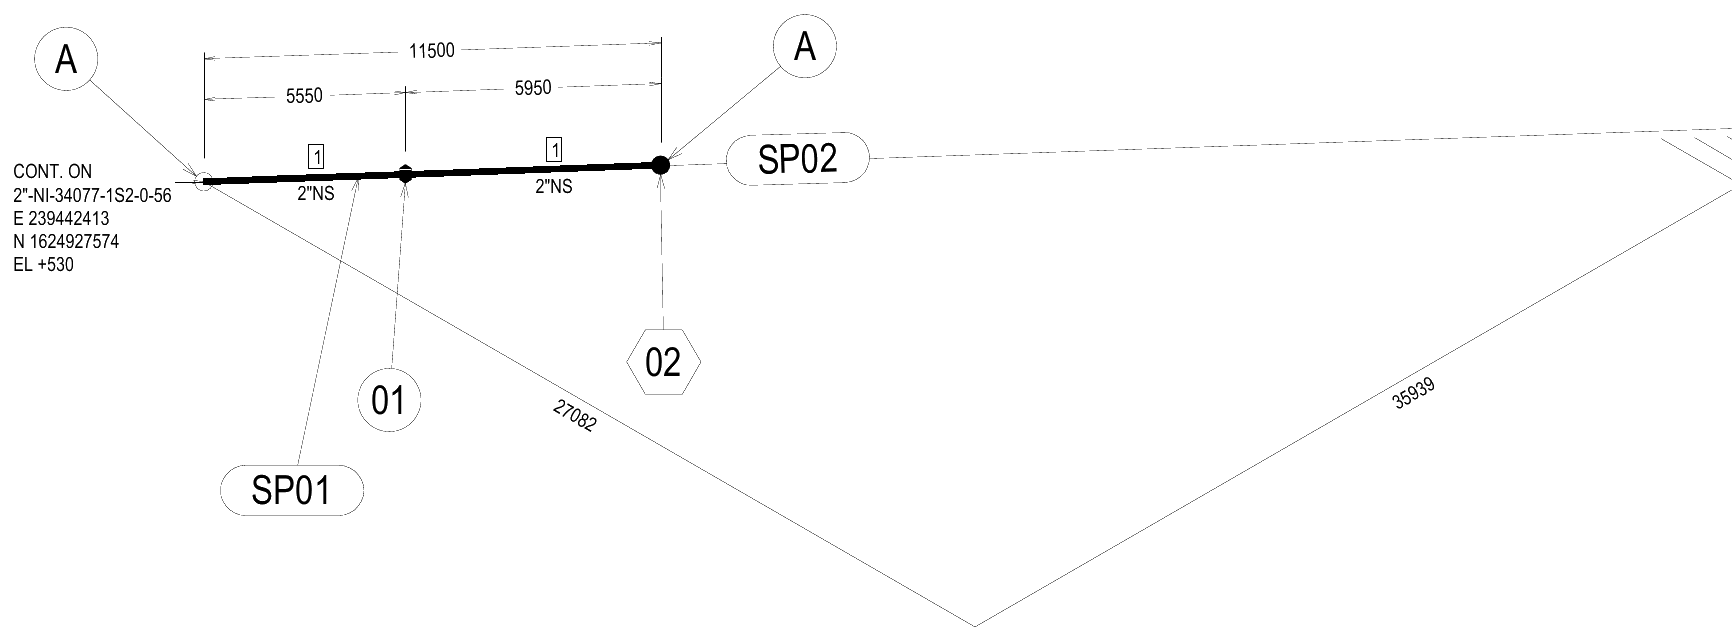 A
A
11500
5550
5950
1
1
SP02
CONT. ON
2"-NI-34077-1S2-0-56
E 239442413
N 1624927574
EL +530
2"NS
2"NS
02
01
27082
35939
SP01